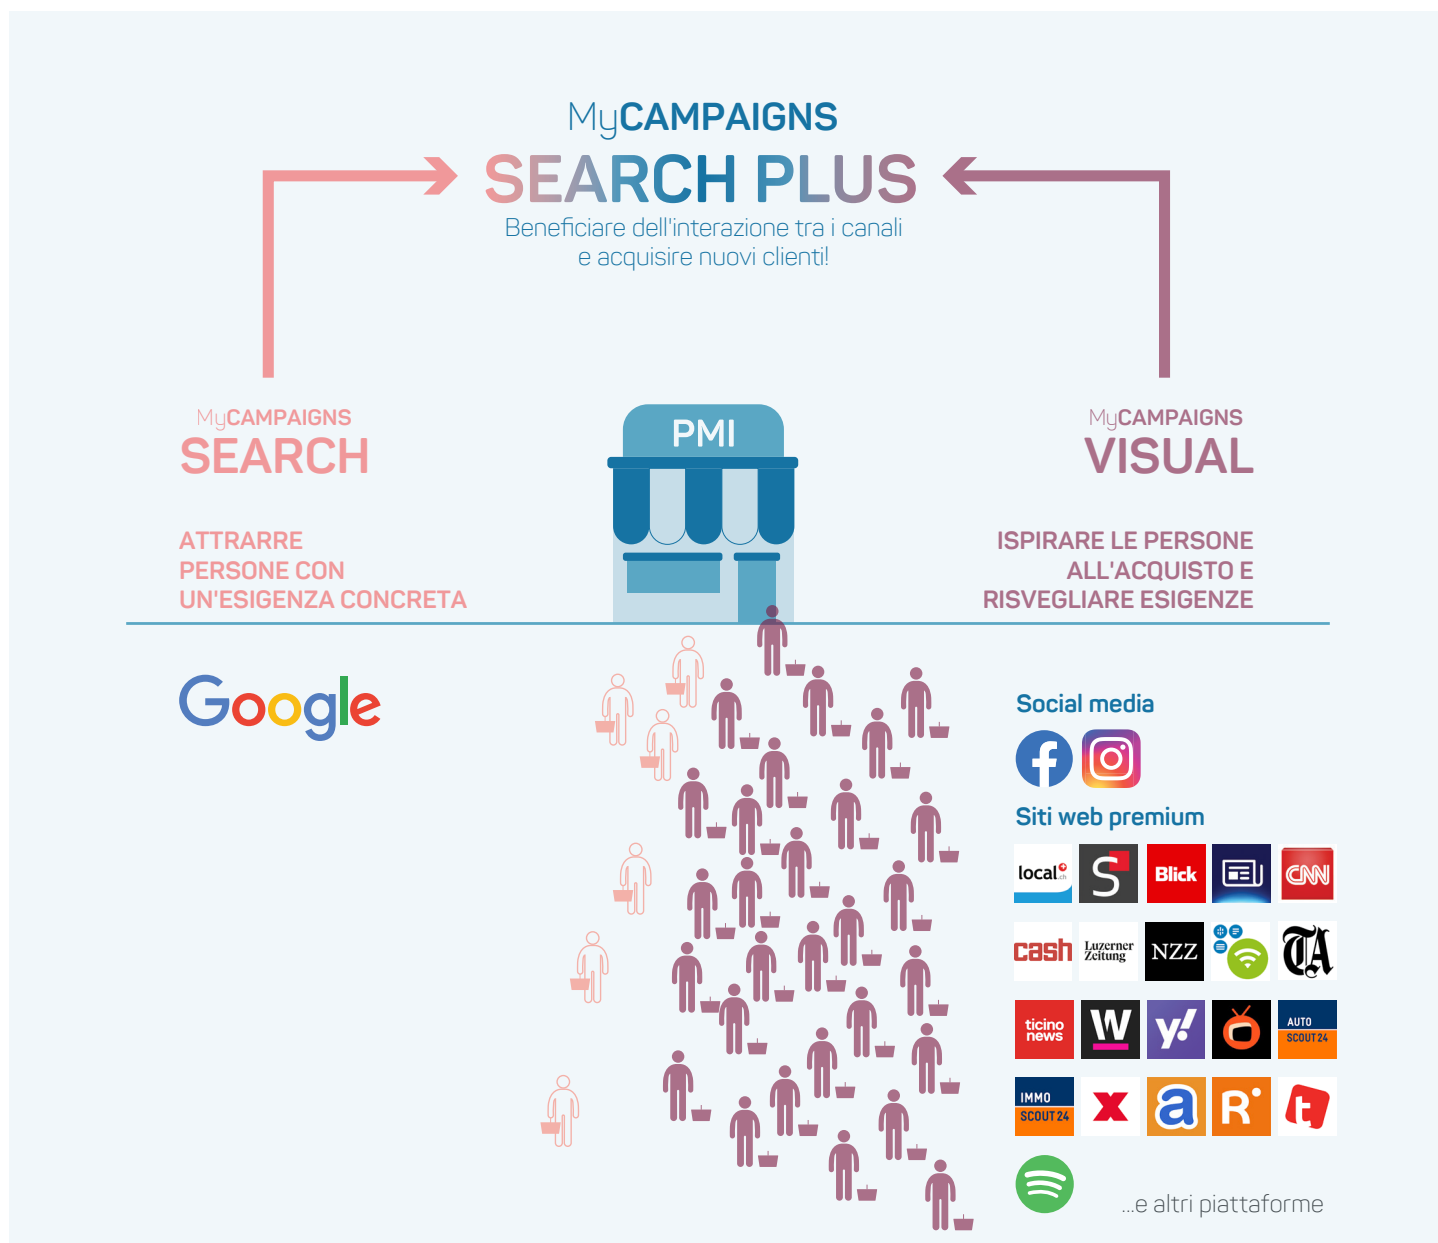 MyCAMPAIGNS
SEARCH PLUS
Beneficiare dell'interazione tra i canali
e acquisire nuovi clienti!
MyCAMPAIGNS
SEARCH
ATTRARRE
PERSONE CON
UN'ESIGENZA CONCRETA
PMI
MyCAMPAIGNS
VISUAL
ISPIRARE LE PERSONE
ALL'ACQUISTO E
RISVEGLIARE ESIGENZE
Google
Social media
Siti web premium
local.ch
S
Blick
CNN
cash
Luzerner
Zeitung
NZZ
TA
ticino
news
W
y!
AUTO
SCOUT24
IMMO
SCOUT24
x
a
R
t
...e altri piattaforme